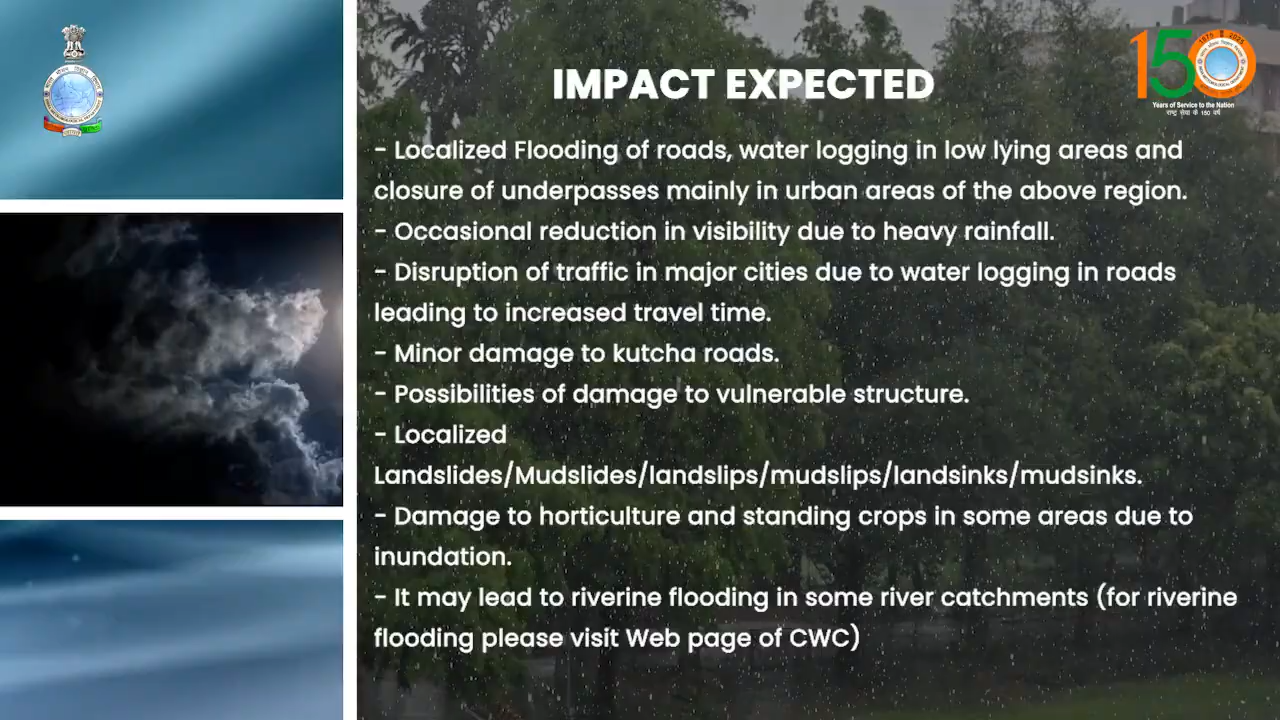 IMPACT EXPECTED
150
Years of Service to the Nation
राष्ट्र सेवा के 150 वर्ष
- Localized Flooding of roads, water logging in low lying areas and
closure of underpasses mainly in urban areas of the above region.
- Occasional reduction in visibility due to heavy rainfall.
- Disruption of traffic in major cities due to water logging in roads
leading to increased travel time.
- Minor damage to kutcha roads.
- Possibilities of damage to vulnerable structure.
- Localized
Landslides/Mudslides/landslips/mudslips/landsinks/mudsinks.
- Damage to horticulture and standing crops in some areas due to
inundation.
- It may lead to riverine flooding in some river catchments (for riverine
flooding please visit Web page of CWC)